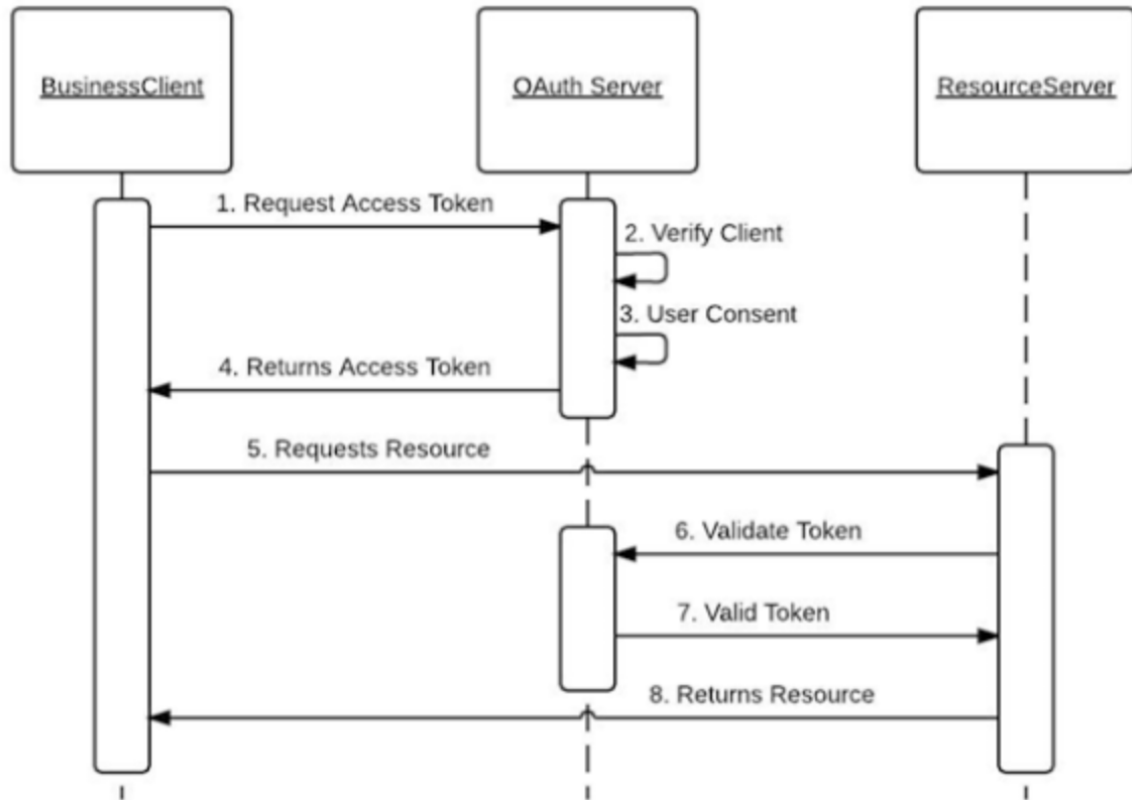 BusinessClient
OAuth Server
ResourceServer
1. Request Access Token
2. Verify Client
3. User Consent
4. Returns Access Token
5. Requests Resource
6. Validate Token
7. Valid Token
8. Returns Resource